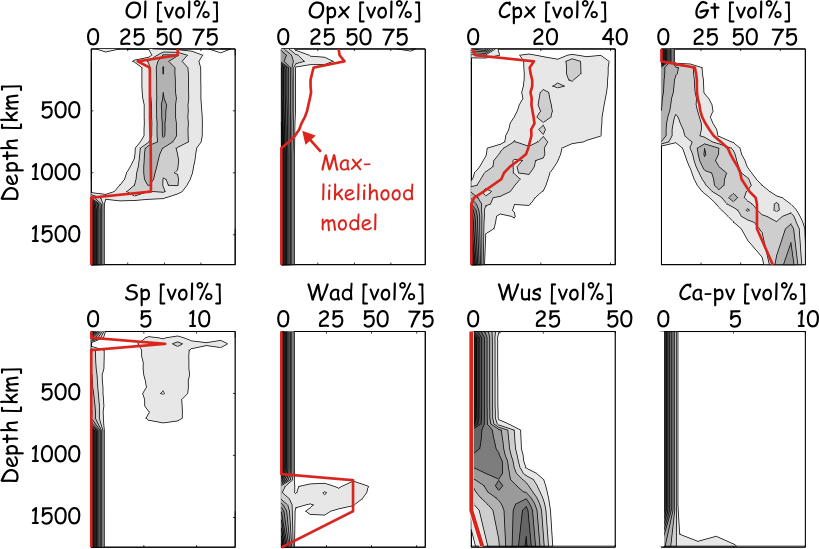 Ol [vol%] Opx [vol%] Cpx [vol%] Gt [vol%]
0 25 50 75 0 25 50 75 0 20 40 0 25 50 75
Depth [km]
500
1000
1500
Max-
likelihood
model
Sp [vol%] Wad [vol%] Wus [vol%] Ca-pv [vol%]
0 5 10 0 25 50 75 0 25 50 0 5 10
Depth [km]
500
1000
1500